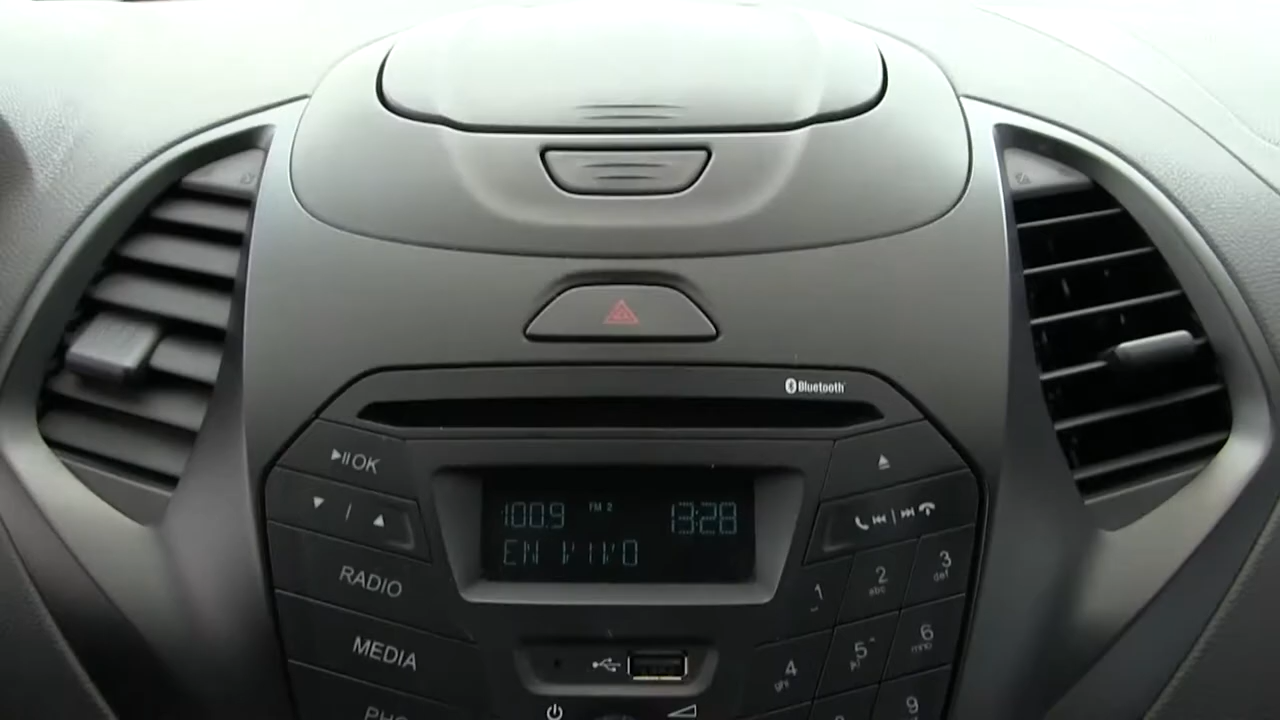 Bluetooth
OK
100.9 FM 2 13:28
EN VIVO
RADIO
MEDIA
1
2 abc
3 def
4 ghi
5 jkl
6 mno
9